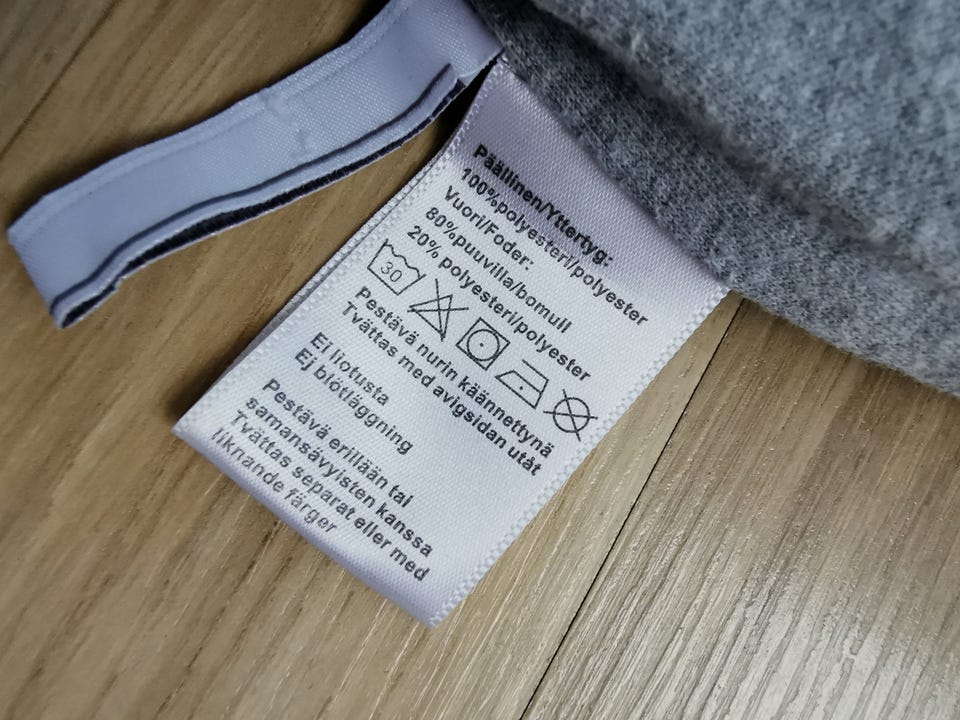 Päällinen/Yttertyg:
100%polyesteri/polyester
Vuori/Foder:
80%puuvilla/bomull
20% polyesteri/polyester
30
Pestävä nurin käännettynä
Tvättas med avigsidan utåt
Ei liotusta
Ej blötläggning
Pestävä erillään tai
samansävyisten kanssa
Tvättas separat eller med
liknande färger